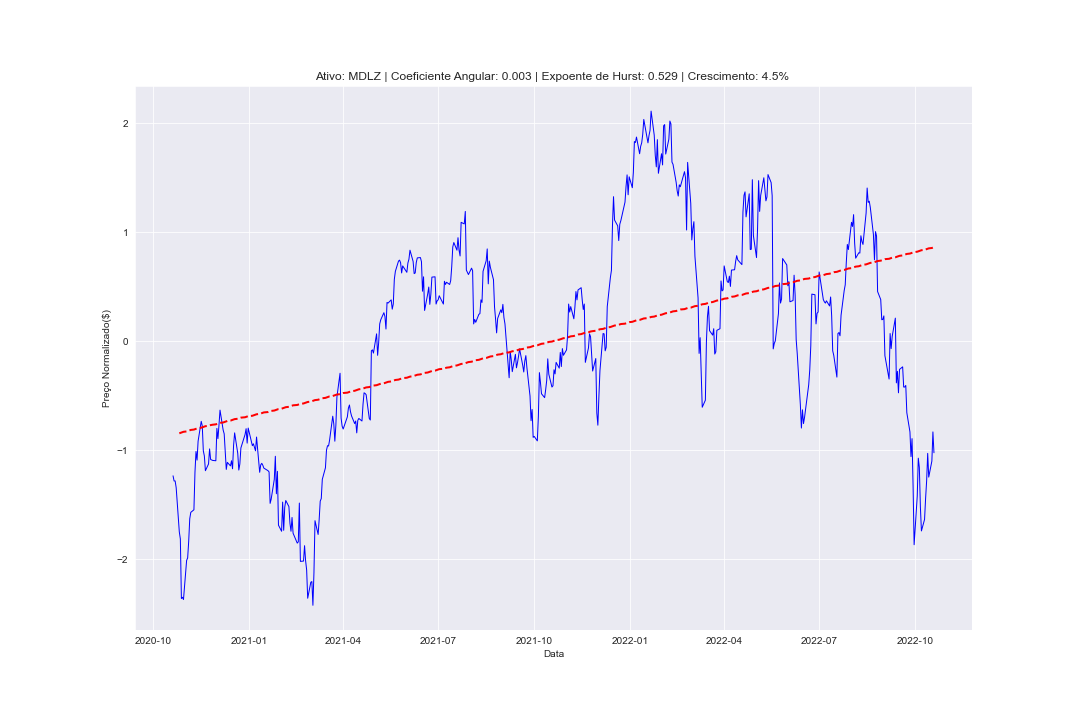 Ativo: MDLZ | Coeficiente Angular: 0.003 | Expoente de Hurst: 0.529 | Crescimento: 4.5%
Preço Normalizado($)
2
1
0
−1
−2
2020-10 2021-01 2021-04 2021-07 2021-10 2022-01 2022-04 2022-07 2022-10
Data